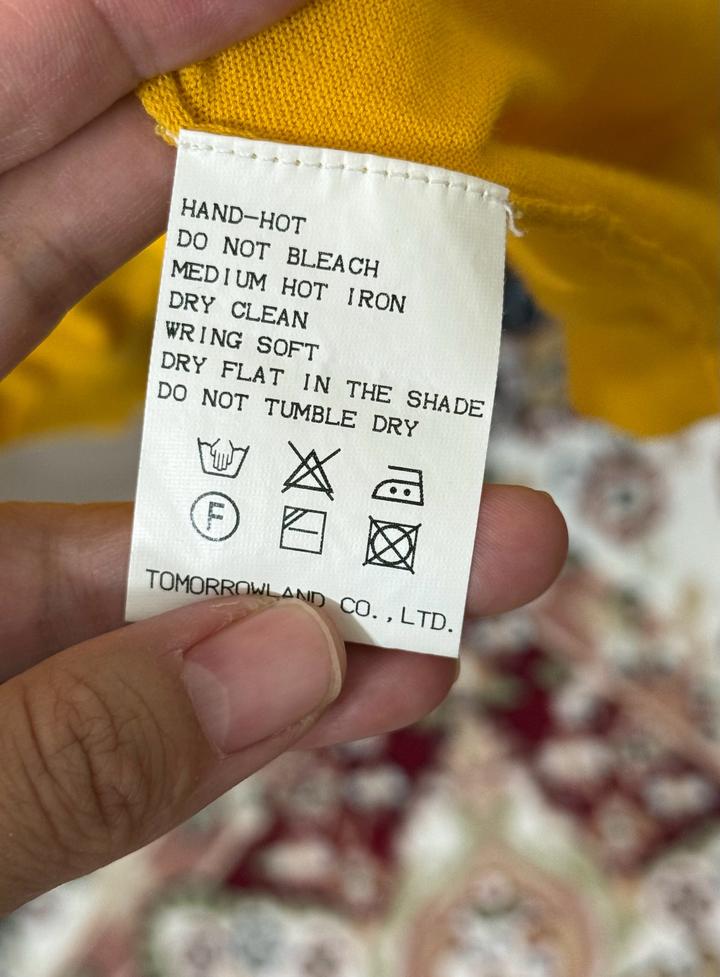 HAND-HOT
DO NOT BLEACH
MEDIUM HOT IRON
DRY CLEAN
WRING SOFT
DRY FLAT IN THE SHADE
DO NOT TUMBLE DRY
F
TOMORROWLAND CO.,LTD.